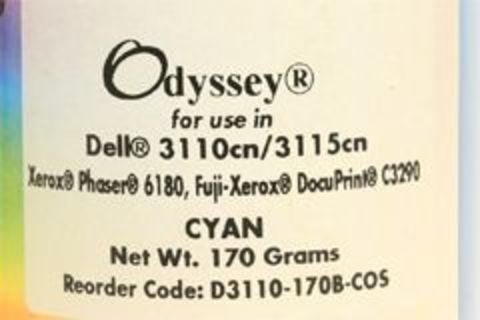 Odyssey®
for use in
Dell® 3110cn/3115cn
Xerox® Phaser® 6180, Fuji-Xerox® DocuPrint® C3290
CYAN
Net Wt. 170 Grams
Reorder Code: D3110-170B-COS